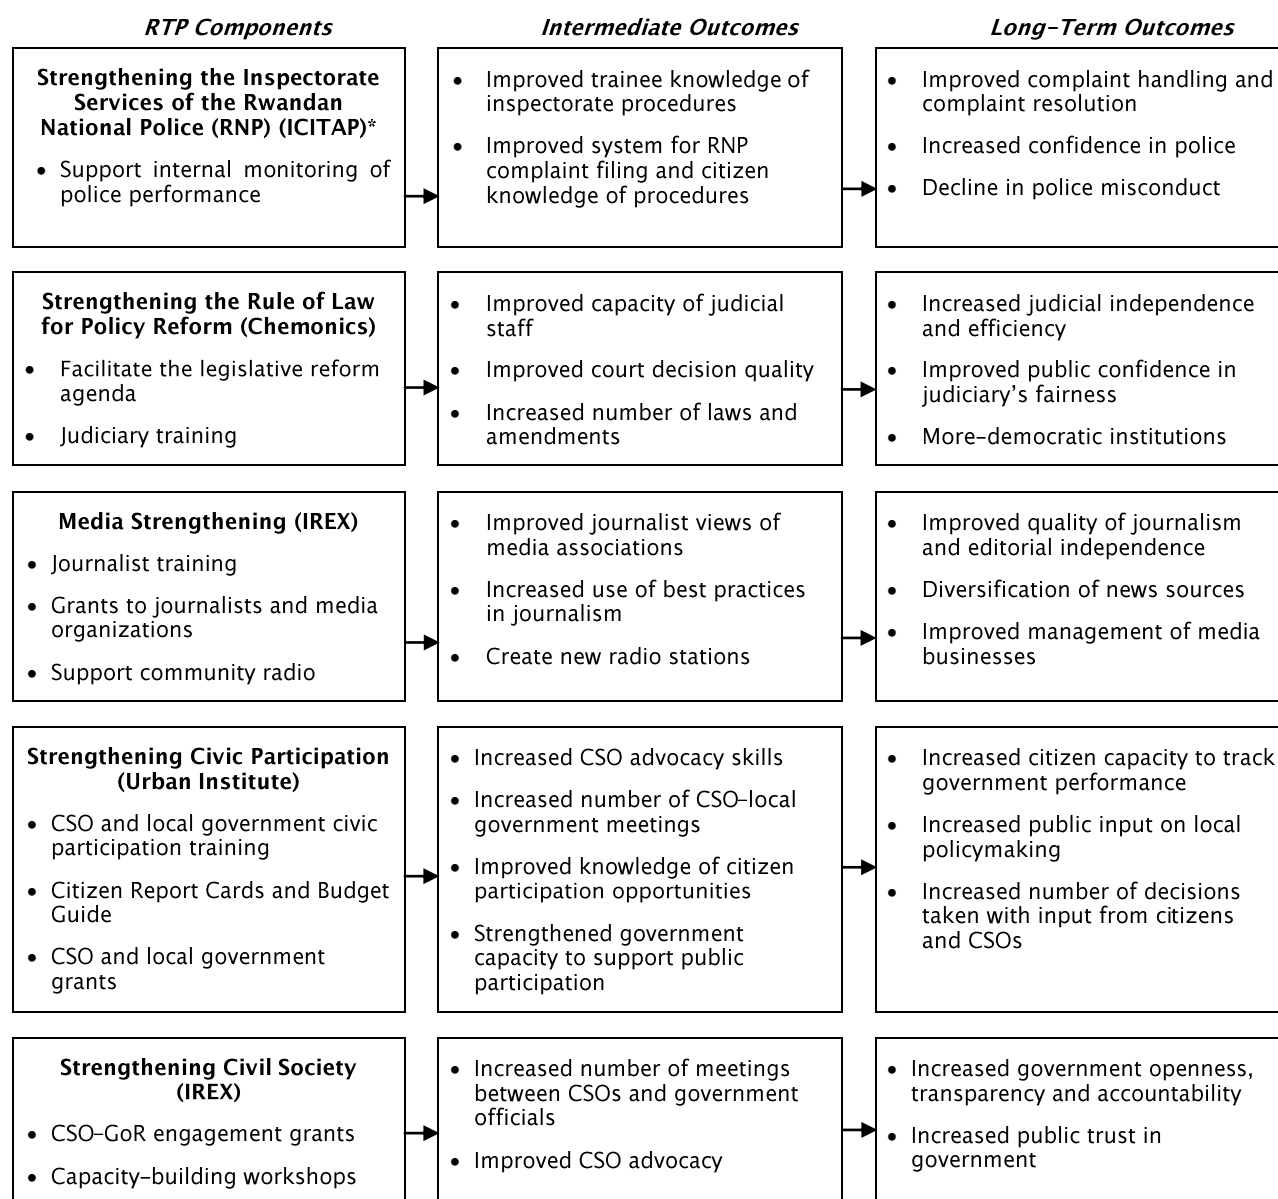 RTP Components
Intermediate Outcomes
Long-Term Outcomes
Strengthening the Inspectorate
Services of the Rwandan
National Police (RNP) (ICITAP)*
• Support internal monitoring of
police performance
• Improved trainee knowledge of
inspectorate procedures
• Improved system for RNP
complaint filing and citizen
knowledge of procedures
• Improved complaint handling and
complaint resolution
• Increased confidence in police
• Decline in police misconduct
Strengthening the Rule of Law
for Policy Reform (Chemonics)
• Facilitate the legislative reform
agenda
• Judiciary training
• Improved capacity of judicial
staff
• Improved court decision quality
• Increased number of laws and
amendments
• Increased judicial independence
and efficiency
• Improved public confidence in
judiciary’s fairness
• More-democratic institutions
Media Strengthening (IREX)
• Journalist training
• Grants to journalists and media
organizations
• Support community radio
• Improved journalist views of
media associations
• Increased use of best practices
in journalism
• Create new radio stations
• Improved quality of journalism
and editorial independence
• Diversification of news sources
• Improved management of media
businesses
Strengthening Civic Participation
(Urban Institute)
• CSO and local government civic
participation training
• Citizen Report Cards and Budget
Guide
• CSO and local government
grants
• Increased CSO advocacy skills
• Increased number of CSO-local
government meetings
• Improved knowledge of citizen
participation opportunities
• Strengthened government
capacity to support public
participation
• Increased citizen capacity to track
government performance
• Increased public input on local
policymaking
• Increased number of decisions
taken with input from citizens
and CSOs
Strengthening Civil Society
(IREX)
• CSO-GoR engagement grants
• Capacity-building workshops
• Increased number of meetings
between CSOs and government
officials
• Improved CSO advocacy
• Increased government openness,
transparency and accountability
• Increased public trust in
government